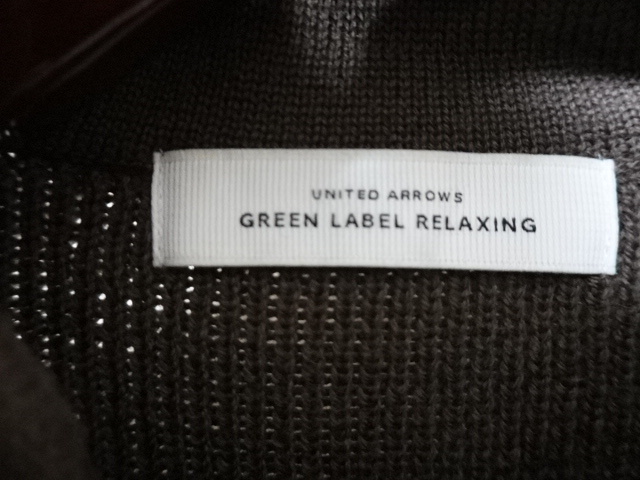 UNITED ARROWS
GREEN LABEL RELAXING